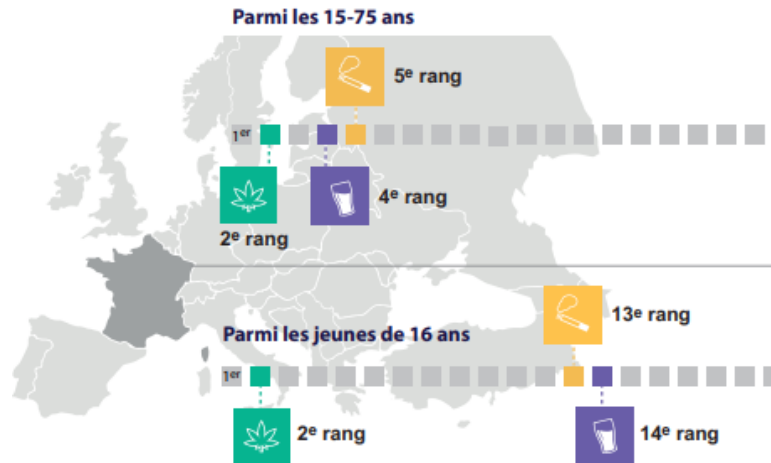 Parmi les 15-75 ans
5e rang
1er
4e rang
2e rang
13e rang
Parmi les jeunes de 16 ans
1er
2e rang
14e rang